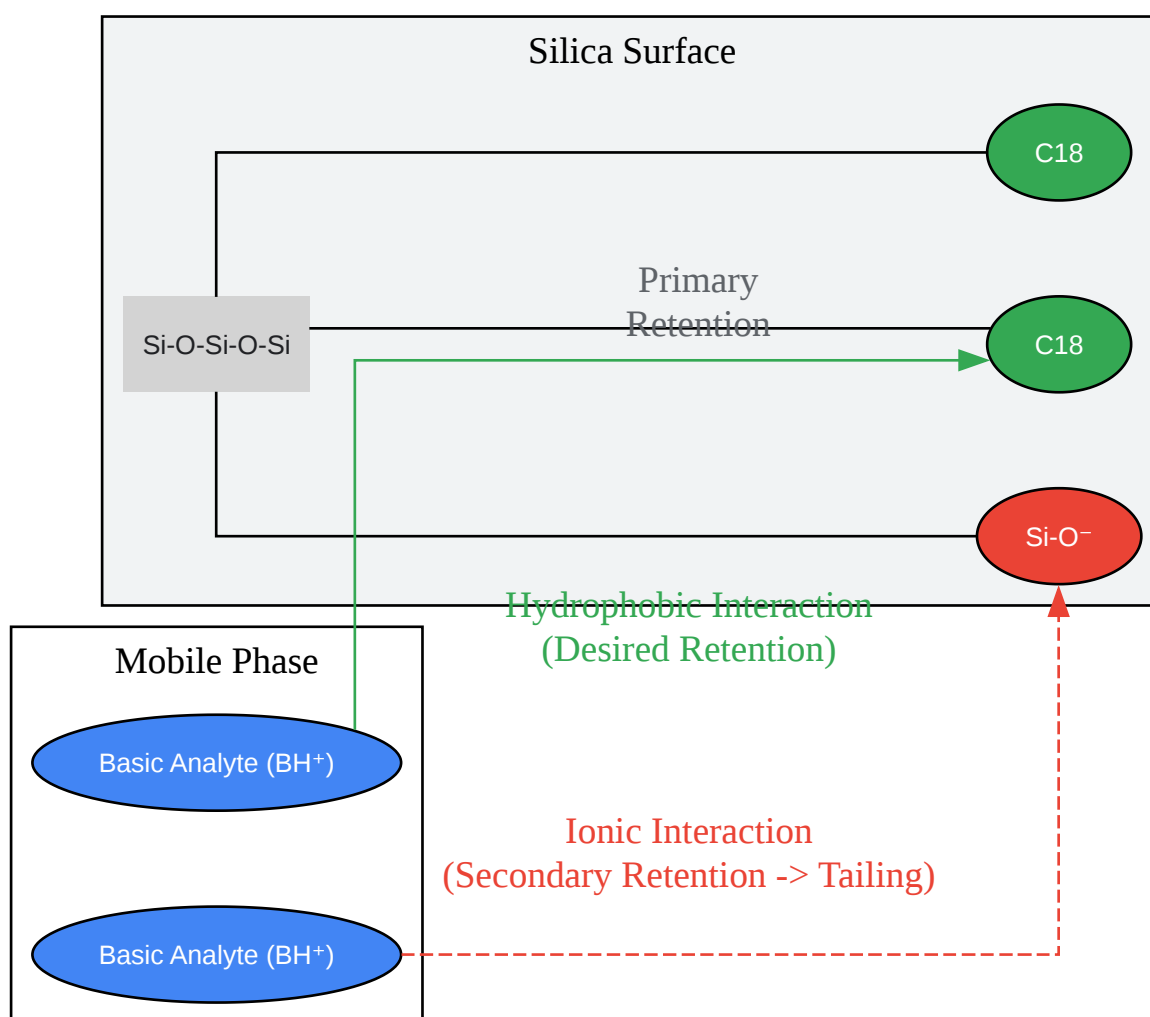 Silica Surface
C18
Primary
Retention
Si-O-Si-O-Si
C18
Si-O⁻
Hydrophobic Interaction
(Desired Retention)
Mobile Phase
Basic Analyte (BH⁺)
Ionic Interaction
(Secondary Retention -> Tailing)
Basic Analyte (BH⁺)